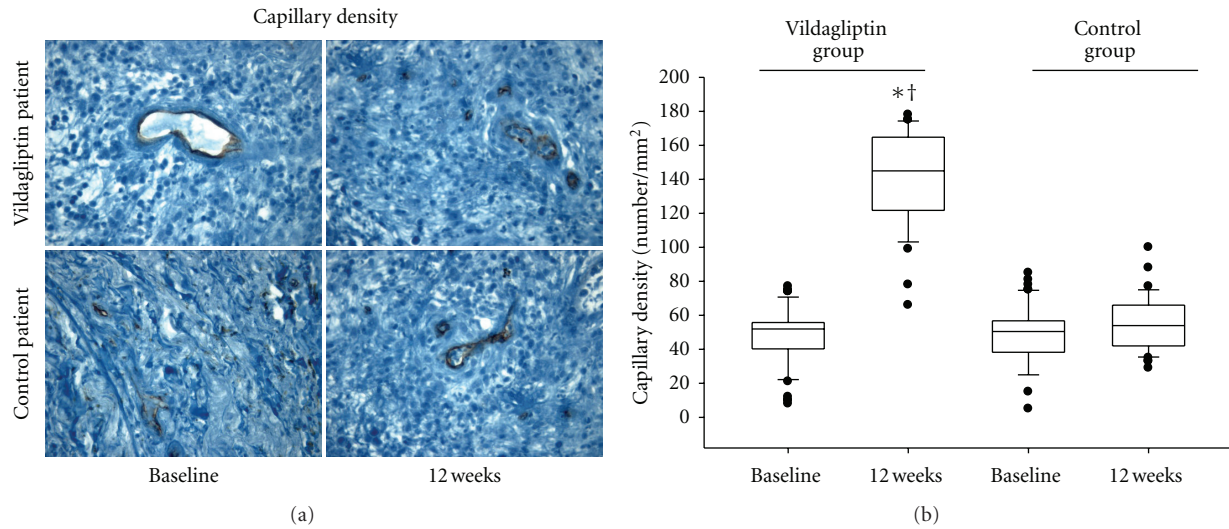 Capillary density
Vildagliptin patient
Control patient
Baseline
12 weeks
(a)
Vildagliptin
group
Control
group
Capillary density (number/mm²)
200
180
160
140
120
100
80
60
40
20
0
*†
Baseline
12 weeks
Baseline
12 weeks
(b)